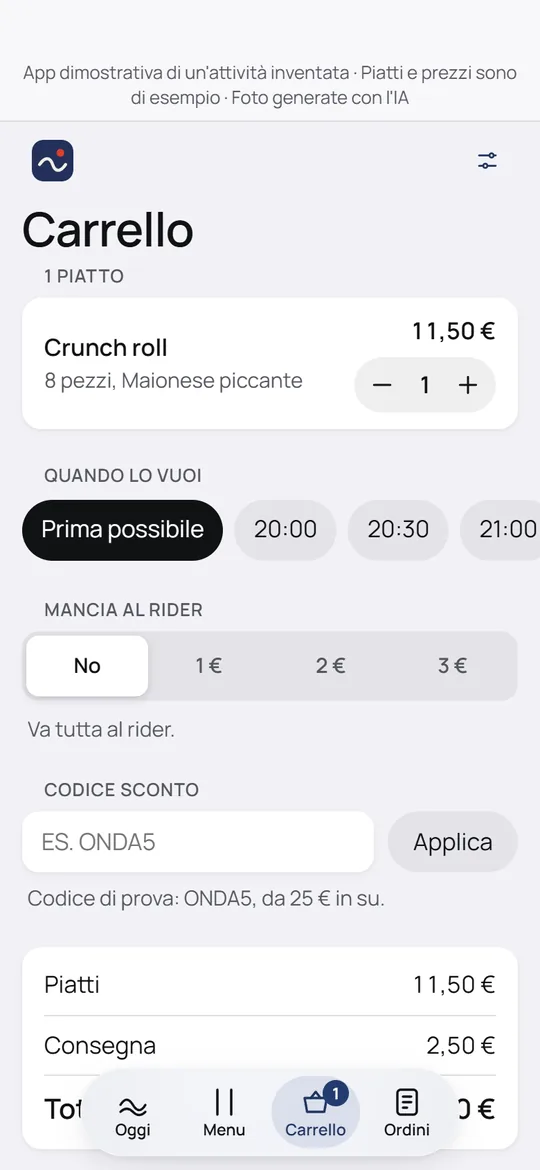 App dimostrativa di un'attività inventata · Piatti e prezzi sono
di esempio · Foto generate con l'IA
Carrello
1 PIATTO
Crunch roll
8 pezzi, Maionese piccante
11,50 €
1
QUANDO LO VUOI
Prima possibile
20:00
20:30
21:00
MANCIA AL RIDER
No
1 €
2 €
3 €
Va tutta al rider.
CODICE SCONTO
ES. ONDA5
Applica
Codice di prova: ONDA5, da 25 € in su.
Piatti
11,50 €
Consegna
2,50 €
1
Oggi
Menu
Carrello
Ordini